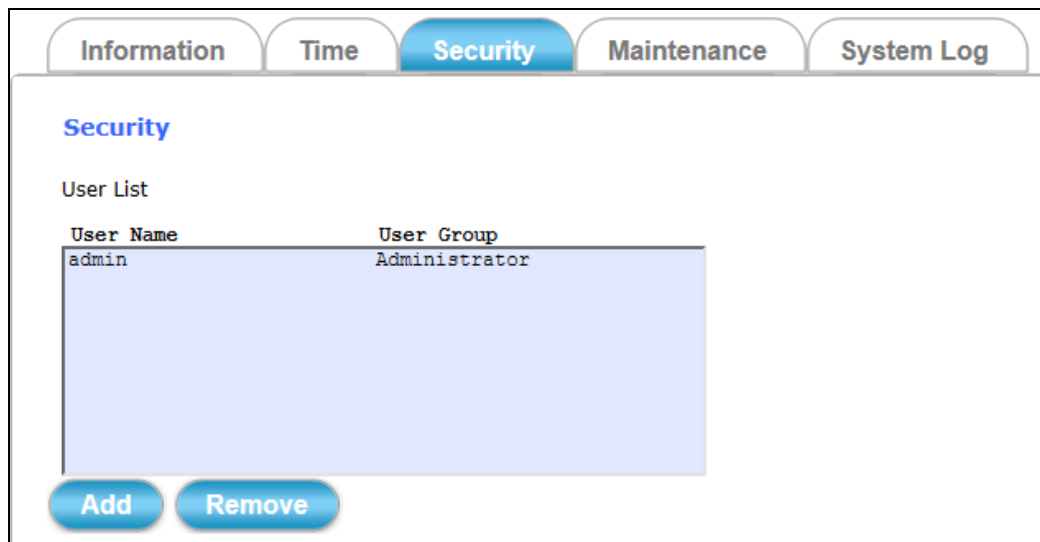 Information Time Security Maintenance System Log
Security
User List
User Name User Group
admin Administrator
Add Remove